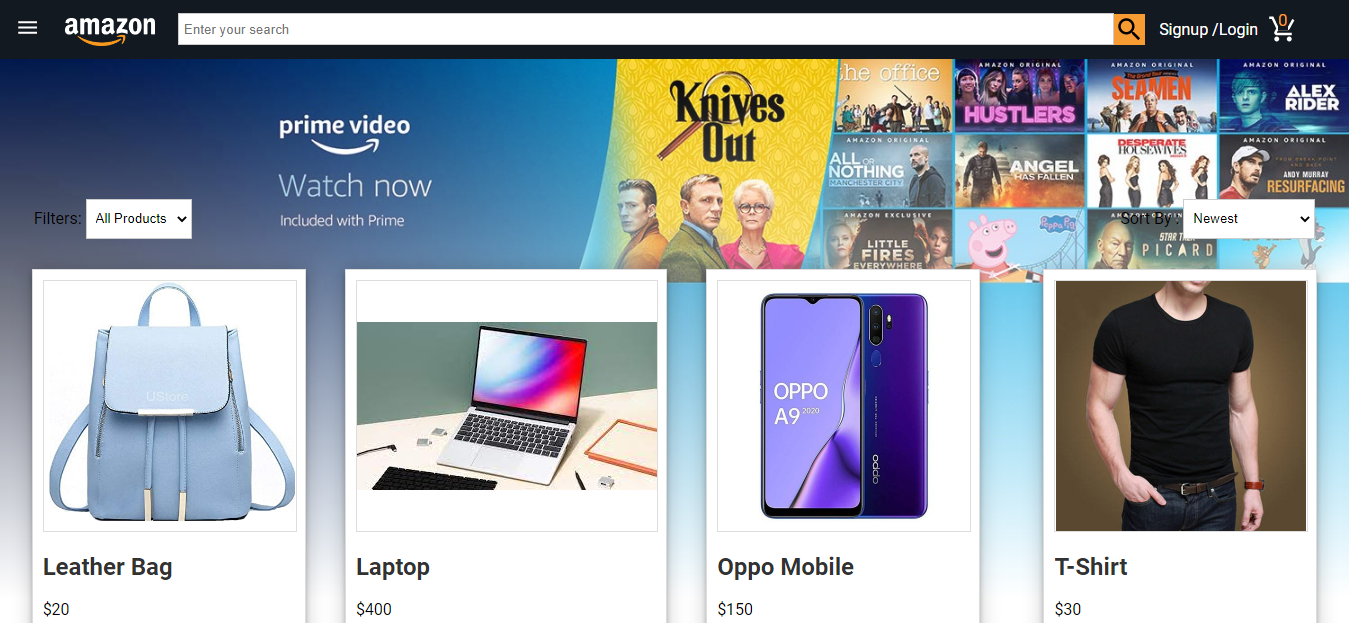 amazon
Enter your search
Signup /Login
0
prime video
Watch now
Included with Prime
Knives
Out
the office
AMAZON ORIGINAL
HUSTLERS
AMAZON ORIGINAL
SEAMEN
AMAZON ORIGINAL
ALEX
RIDER
AMAZON ORIGINAL
ALL OR
NOTHING
MANCHESTER CITY
ANGEL
HAS FALLEN
DESPERATE
HOUSEWIVES
AMAZON ORIGINAL
ANDY MURRAY
RESURFACING
AMAZON EXCLUSIVE
LITTLE
FIRES
EVERYWHERE
Peppa Pig
STAR TREK
PICARD
Filters:
All Products
Sort By :
Newest
UStore
OPPO
A9 2020
oppo
Leather Bag
Laptop
Oppo Mobile
T-Shirt
$20
$400
$150
$30